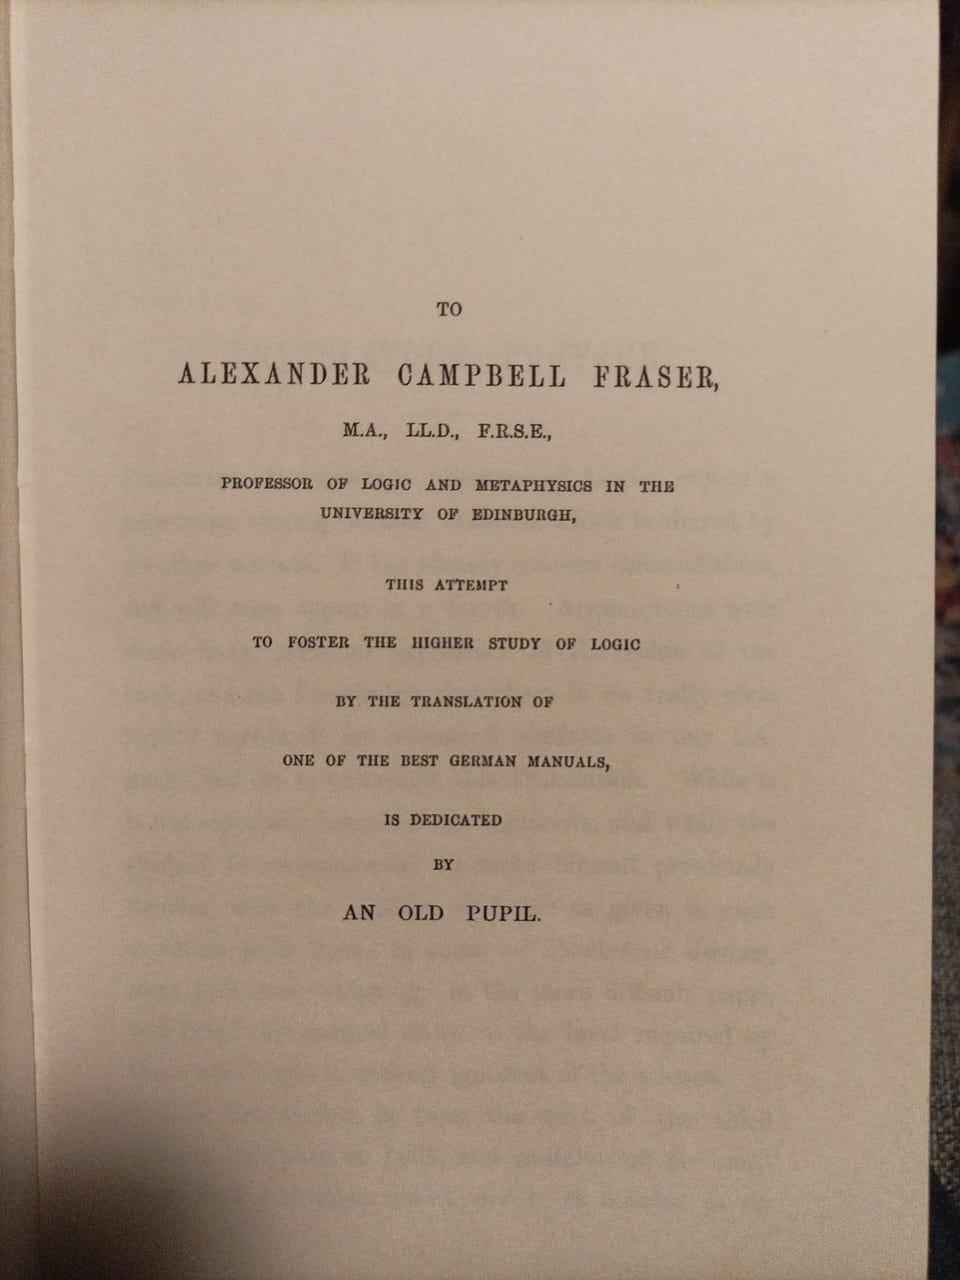 TO
ALEXANDER CAMPBELL FRASER,
M.A., LL.D., F.R.S.E.,
PROFESSOR OF LOGIC AND METAPHYSICS IN THE
UNIVERSITY OF EDINBURGH,
THIS ATTEMPT
TO FOSTER THE HIGHER STUDY OF LOGIC
BY THE TRANSLATION OF
ONE OF THE BEST GERMAN MANUALS,
IS DEDICATED
BY
AN OLD PUPIL.